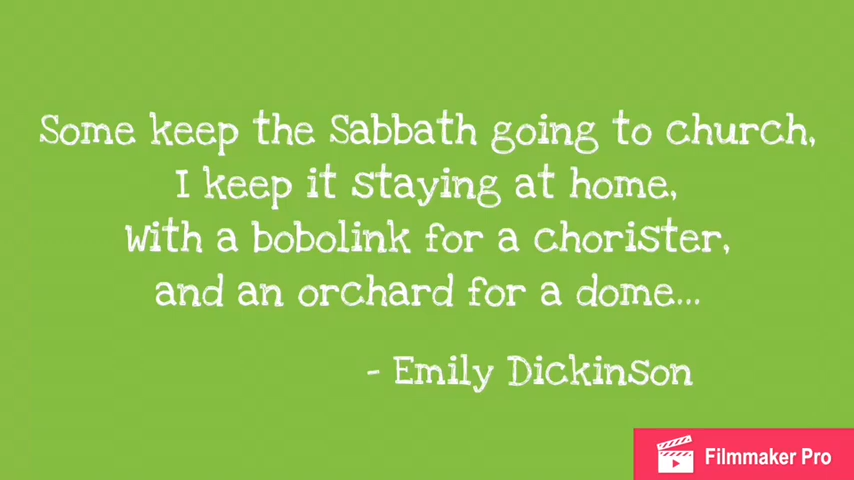 Some keep the Sabbath going to church,
I keep it staying at home,
With a bobolink for a chorister,
and an orchard for a dome...
- Emily Dickinson
Filmmaker Pro